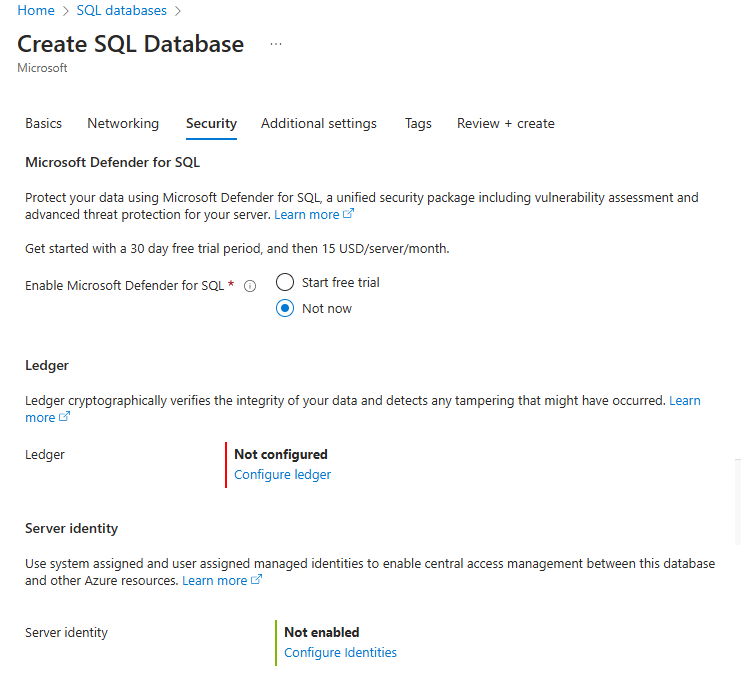 Home > SQL databases >
Create SQL Database ...
Microsoft
Basics Networking Security Additional settings Tags Review + create
Microsoft Defender for SQL
Protect your data using Microsoft Defender for SQL, a unified security package including vulnerability assessment and
advanced threat protection for your server. Learn more
Get started with a 30 day free trial period, and then 15 USD/server/month.
Enable Microsoft Defender for SQL *
Start free trial
Not now
Ledger
Ledger cryptographically verifies the integrity of your data and detects any tampering that might have occurred. Learn
more
Ledger
Not configured
Configure ledger
Server identity
Use system assigned and user assigned managed identities to enable central access management between this database
and other Azure resources. Learn more
Server identity
Not enabled
Configure Identities